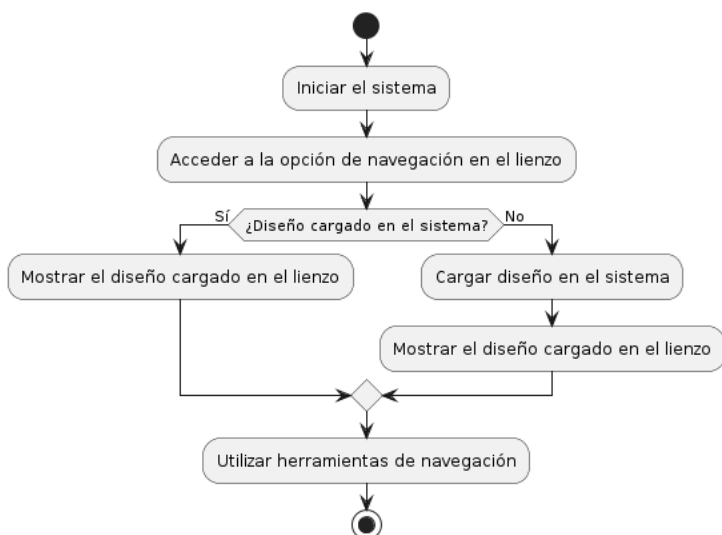 Iniciar el sistema
Acceder a la opción de navegación en el lienzo
¿Diseño cargado en el sistema?
Sí
No
Mostrar el diseño cargado en el lienzo
Cargar diseño en el sistema
Mostrar el diseño cargado en el lienzo
Utilizar herramientas de navegación